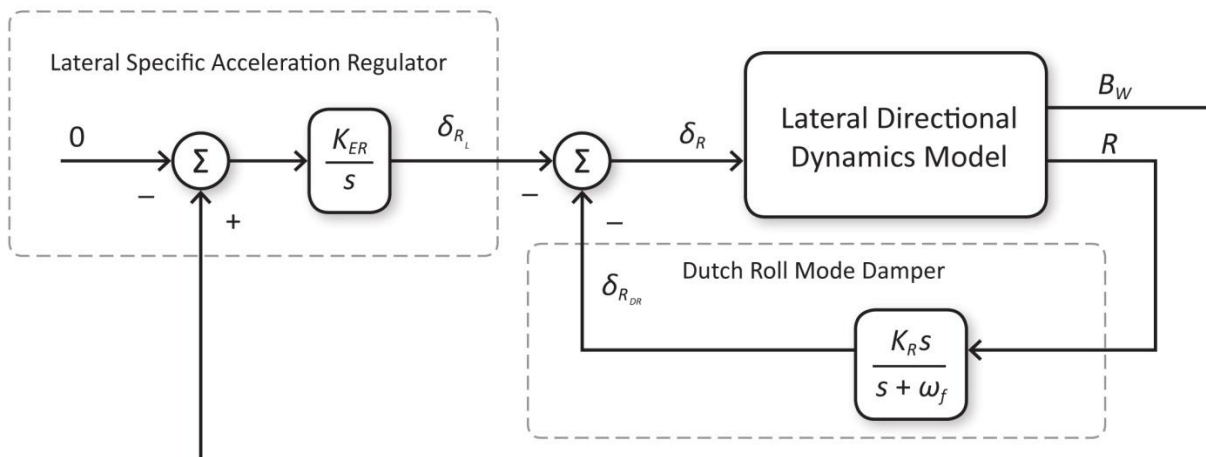 Lateral Specific Acceleration Regulator
0
−
Σ
+
K_ER
s
δ_R_L
−
Σ
−
δ_R
Lateral Directional
Dynamics Model
B_W
R
Dutch Roll Mode Damper
δ_R_DR
K_R s
s + ω_f